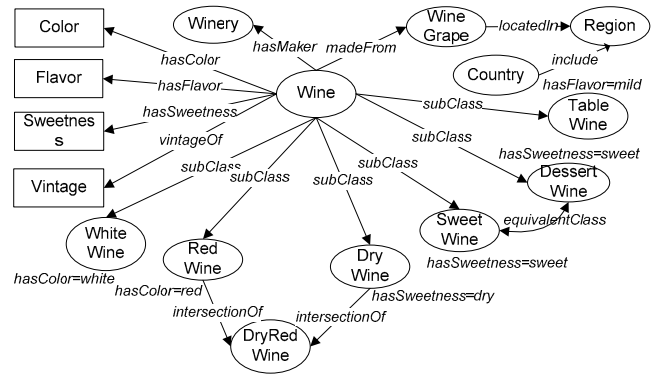 Color
Winery
Wine
Grape
locatedIn
Region
hasMaker
madeFrom
hasColor
include
Flavor
Country
hasFlavor=mild
hasFlavor
Wine
subClass
Table
Wine
hasSweetness
Sweetnes
s
vintageOf
subClass
hasSweetness=sweet
subClass
subClass
subClass
subClass
Dessert
Wine
Vintage
equivalentClass
Sweet
Wine
White
Wine
Red
Wine
Dry
Wine
hasSweetness=sweet
hasColor=white
hasColor=red
hasSweetness=dry
intersectionOf
intersectionOf
DryRed
Wine